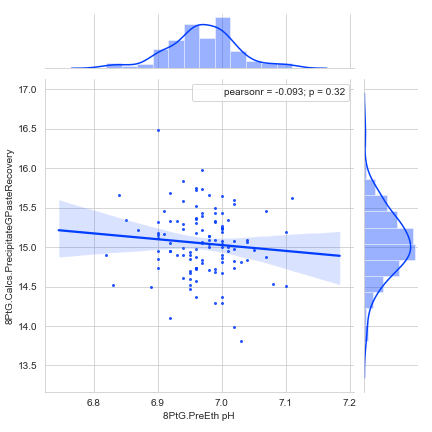 pearsonr = -0.093; p = 0.32
17.0
16.5
16.0
15.5
15.0
14.5
14.0
13.5
8PtG.Calcs.PrecipitateGPasteRecovery
6.8 6.9 7.0 7.1 7.2
8PtG.PreEth pH